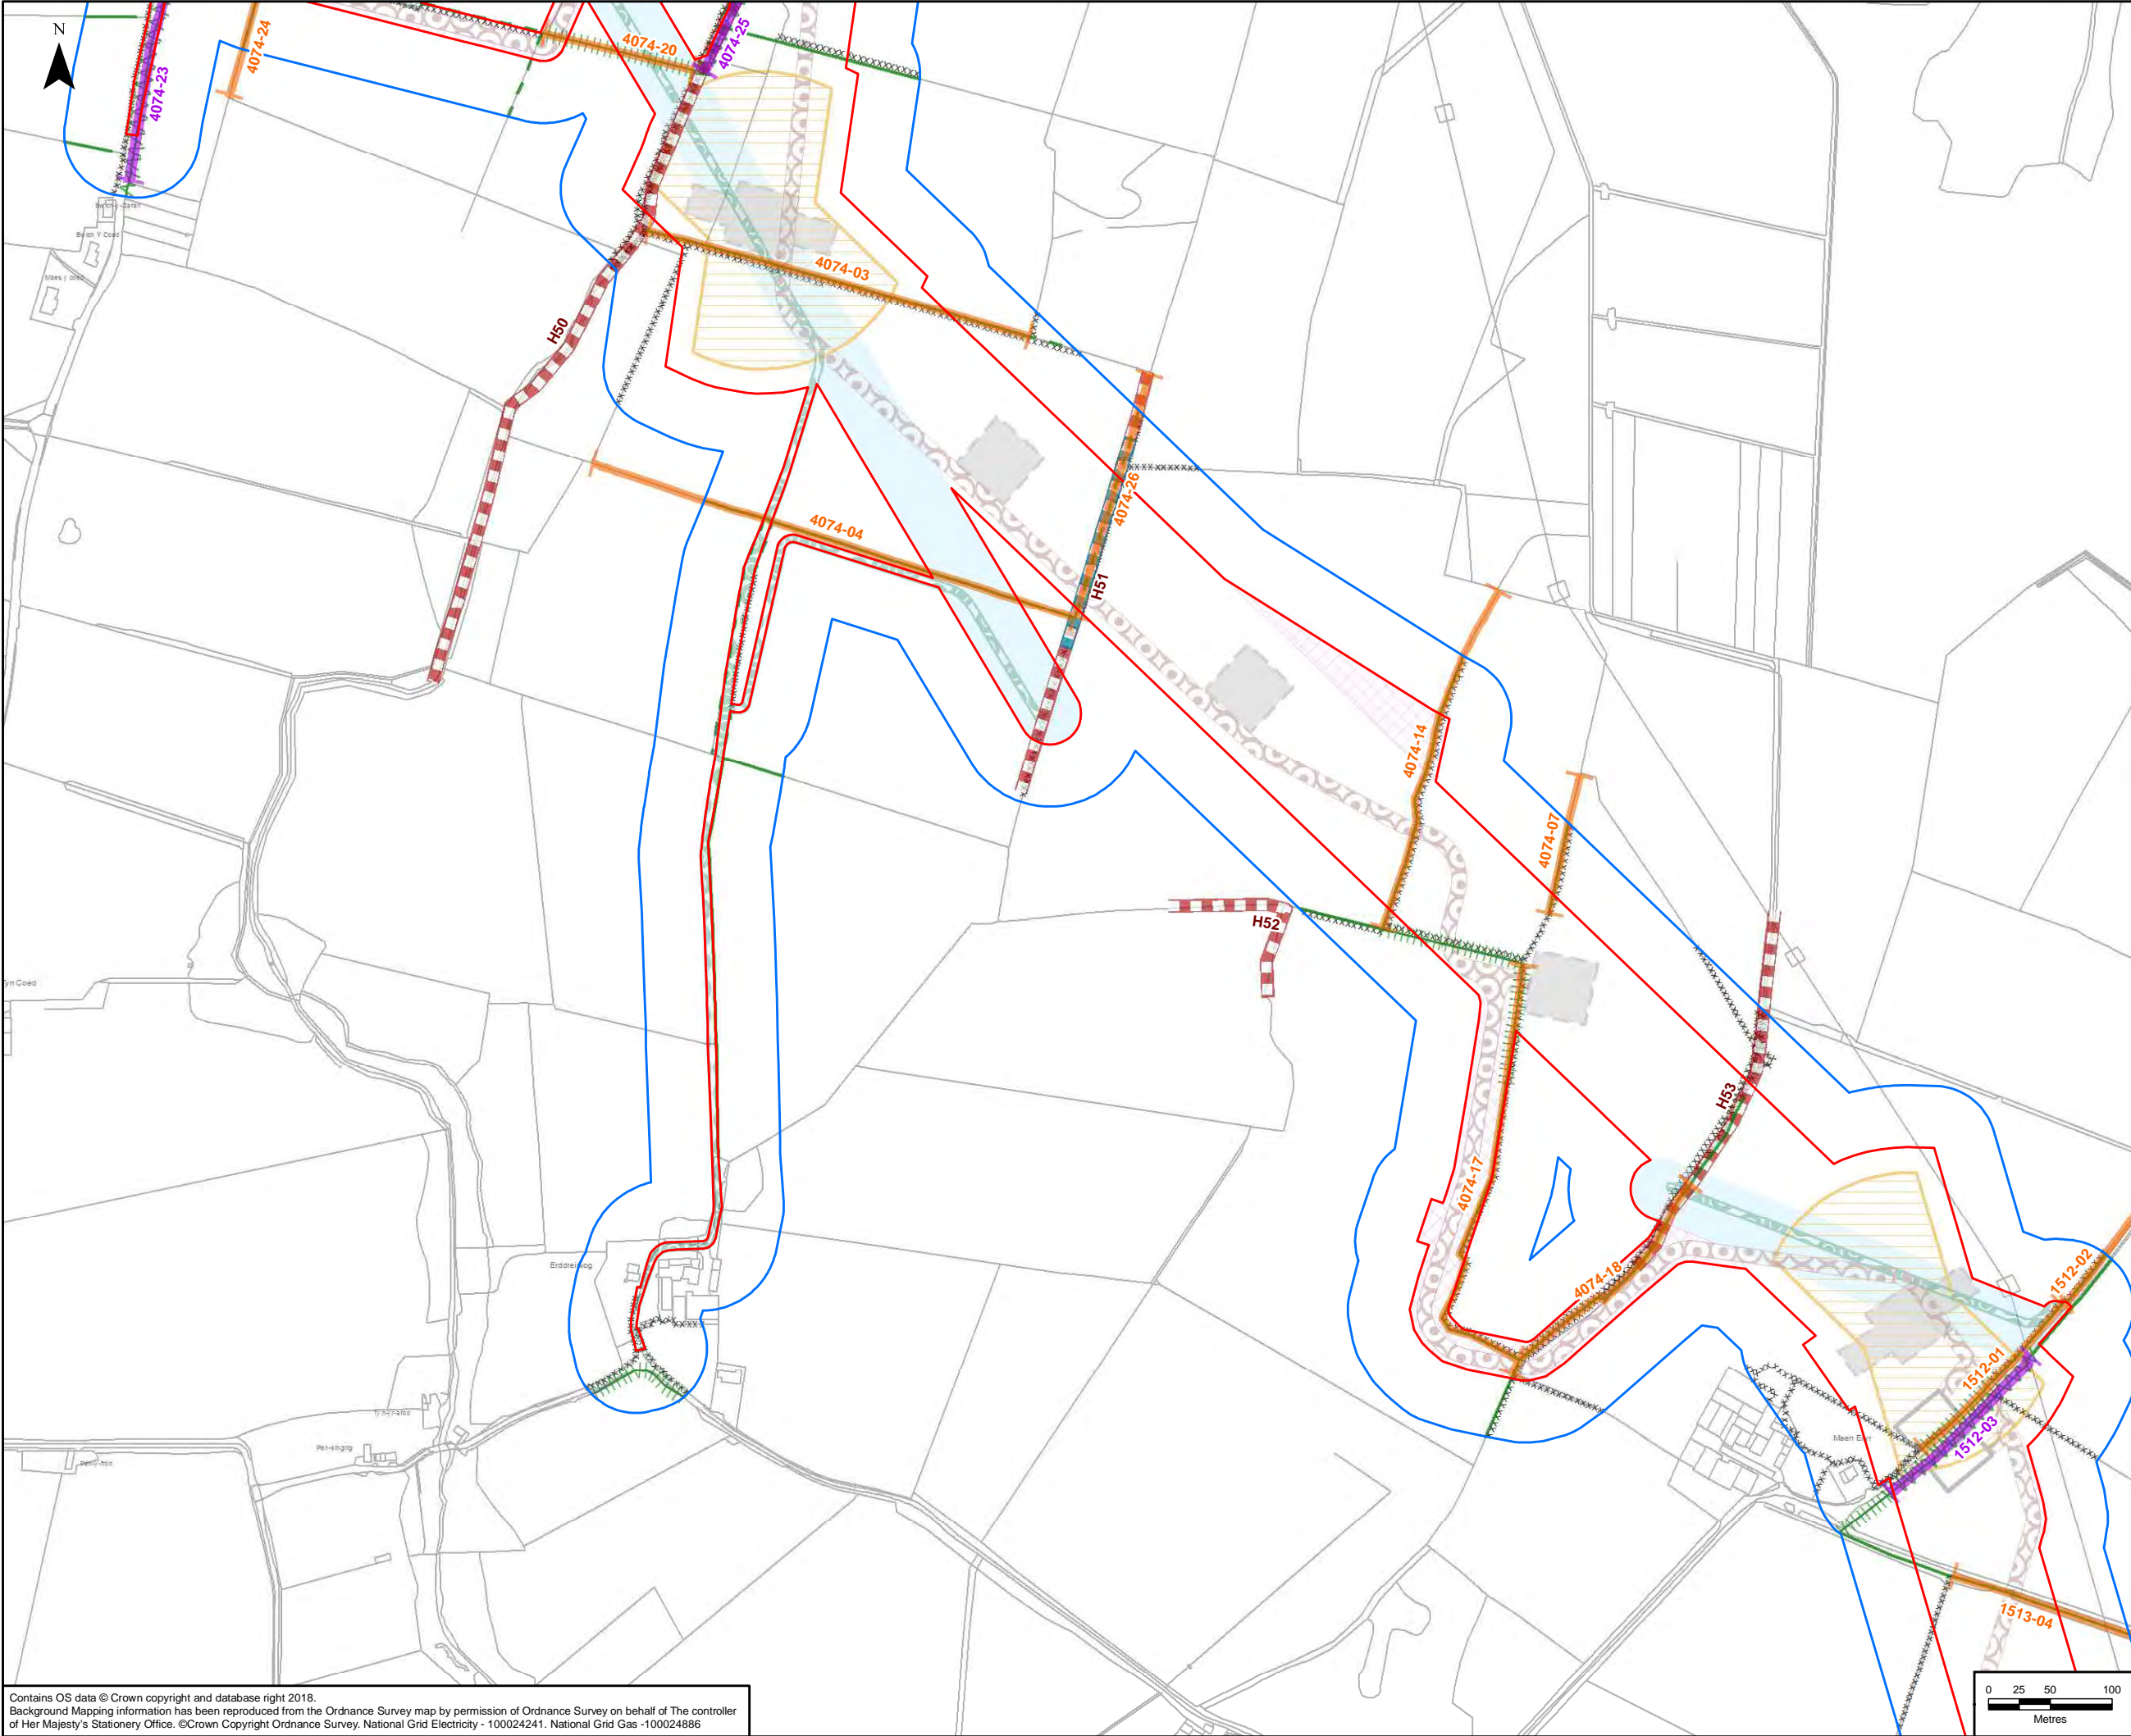 N
4074-24
4074-20
4074-25
4074-23
Bwlch Y Coed
Maes y coed
4074-03
H50
4074-26
4074-04
H51
4074-14
4074-07
H52
Tyn Coed
H53
4074-17
Erddreiniog
4074-18
1512-02
1512-01
1512-03
Maen Eryr
1513-04
Contains OS data © Crown copyright and database right 2018.
Background Mapping information has been reproduced from the Ordnance Survey map by permission of Ordnance Survey on behalf of The controller
of Her Majesty's Stationery Office. ©Crown Copyright Ordnance Survey. National Grid Electricity - 100024241. National Grid Gas -100024886
0 25 50 100
Metres